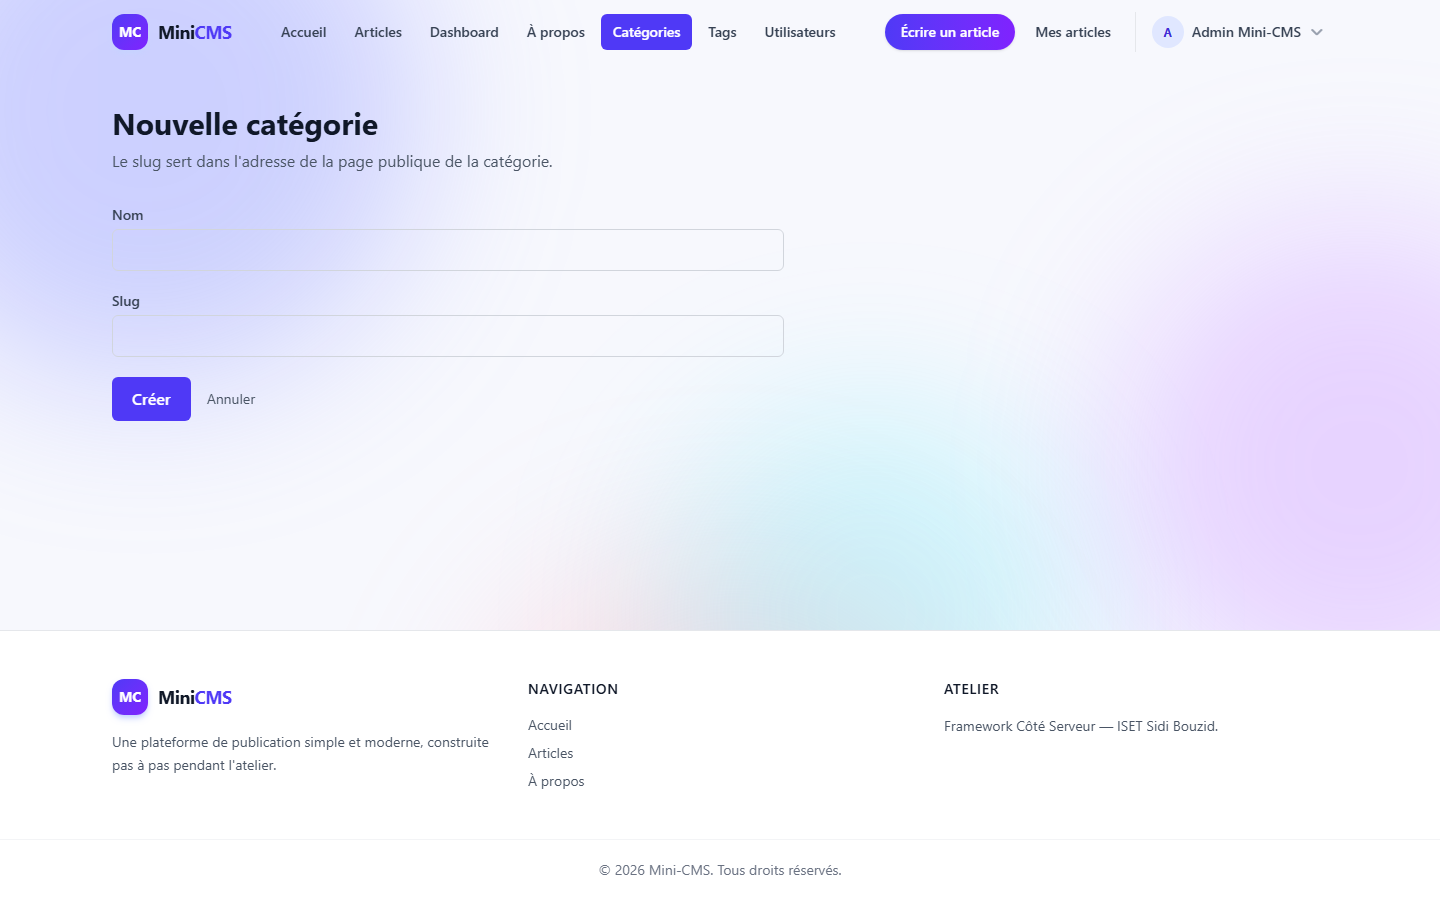 MC MiniCMS Accueil Articles Dashboard À propos Catégories Tags Utilisateurs Écrire un article Mes articles A Admin Mini-CMS
Nouvelle catégorie
Le slug sert dans l'adresse de la page publique de la catégorie.
Nom
Slug
Créer Annuler
MC MiniCMS
Une plateforme de publication simple et moderne, construite
pas à pas pendant l'atelier.
NAVIGATION
Accueil
Articles
À propos
ATELIER
Framework Côté Serveur — ISET Sidi Bouzid.
© 2026 Mini-CMS. Tous droits réservés.